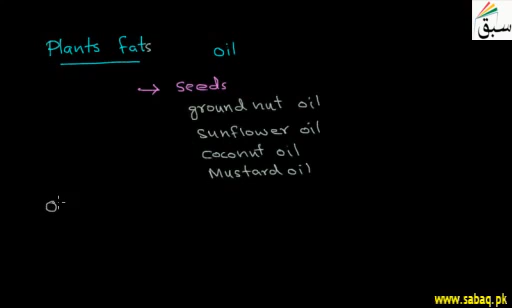 سبق
Plants fats oil
→ seeds
ground nut oil
sunflower oil
coconut oil
Mustard oil
www.sabaq.pk